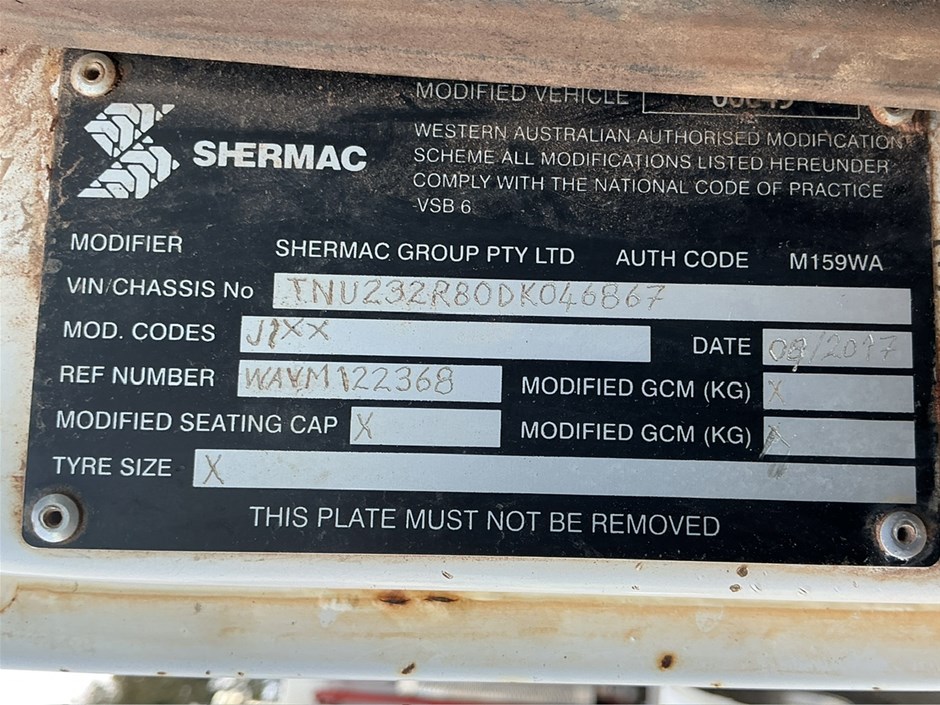 MODIFIED VEHICLE
WESTERN AUSTRALIAN AUTHORISED MODIFICATION
SHERMAC
SCHEME ALL MODIFICATIONS LISTED HEREUNDER
COMPLY WITH THE NATIONAL CODE OF PRACTICE
VSB 6
MODIFIER SHERMAC GROUP PTY LTD AUTH CODE M159WA
VIN/CHASSIS No TNU232R80DK046867
MOD. CODES J1XX DATE 09/2017
REF NUMBER WAVM122368 MODIFIED GCM (KG) X
MODIFIED SEATING CAP X MODIFIED GCM (KG)
TYRE SIZE X
THIS PLATE MUST NOT BE REMOVED